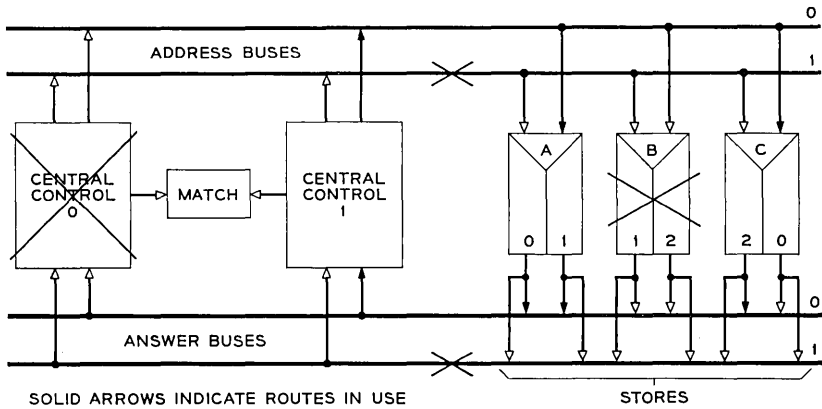 0
ADDRESS BUSES
1
A
B
C
CENTRAL CONTROL 0
MATCH
CENTRAL CONTROL 1
0 1
1 2
2 0
0
ANSWER BUSES
1
SOLID ARROWS INDICATE ROUTES IN USE
STORES